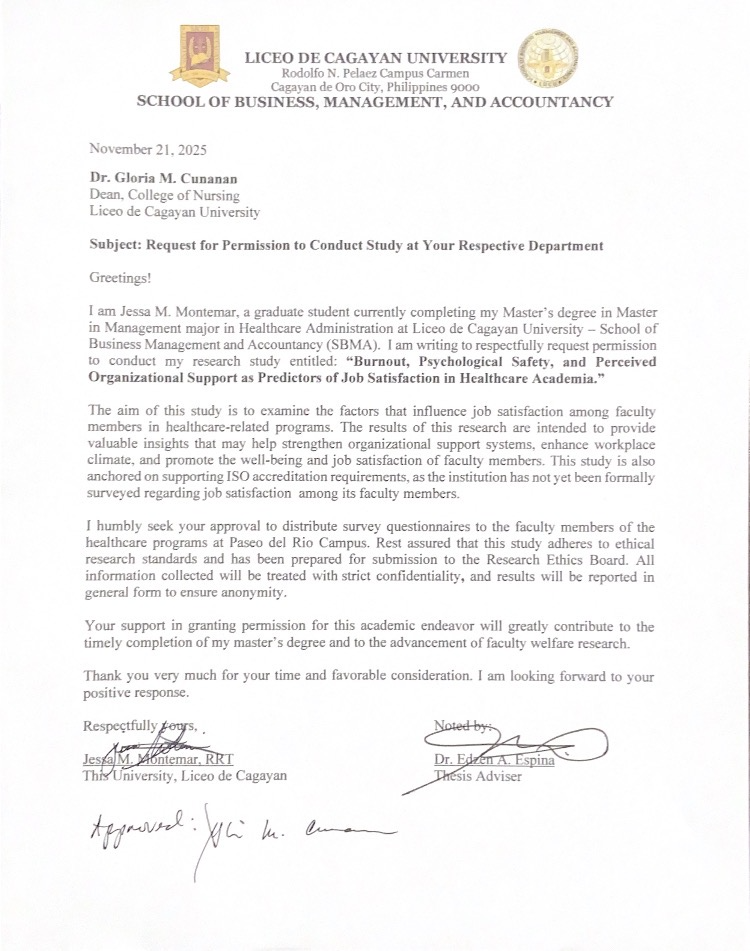 LICEO DE CAGAYAN UNIVERSITY
Rodolfo N. Pelaez Campus Carmen
Cagayan de Oro City, Philippines 9000
SCHOOL OF BUSINESS, MANAGEMENT, AND ACCOUNTANCY
November 21, 2025
Dr. Gloria M. Cunanan
Dean, College of Nursing
Liceo de Cagayan University
Subject: Request for Permission to Conduct Study at Your Respective Department
Greetings!
I am Jessa M. Montemar, a graduate student currently completing my Master's degree in Master
in Management major in Healthcare Administration at Liceo de Cagayan University – School of
Business Management and Accountancy (SBMA). I am writing to respectfully request permission
to conduct my research study entitled: “Burnout, Psychological Safety, and Perceived
Organizational Support as Predictors of Job Satisfaction in Healthcare Academia.”
The aim of this study is to examine the factors that influence job satisfaction among faculty
members in healthcare-related programs. The results of this research are intended to provide
valuable insights that may help strengthen organizational support systems, enhance workplace
climate, and promote the well-being and job satisfaction of faculty members. This study is also
anchored on supporting ISO accreditation requirements, as the institution has not yet been formally
surveyed regarding job satisfaction among its faculty members.
I humbly seek your approval to distribute survey questionnaires to the faculty members of the
healthcare programs at Paseo del Rio Campus. Rest assured that this study adheres to ethical
research standards and has been prepared for submission to the Research Ethics Board. All
information collected will be treated with strict confidentiality, and results will be reported in
general form to ensure anonymity.
Your support in granting permission for this academic endeavor will greatly contribute to the
timely completion of my master's degree and to the advancement of faculty welfare research.
Thank you very much for your time and favorable consideration. I am looking forward to your
positive response.
Respectfully yours,
Jessa M. Montemar, RRT
This University, Liceo de Cagayan
Noted by:
Dr. Edzen A. Espina
Thesis Adviser
Approved: